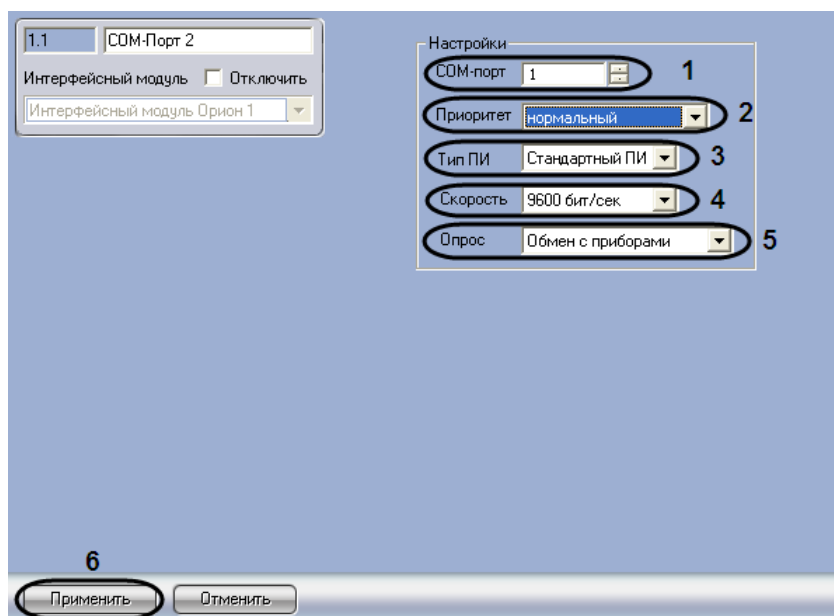 1.1 COM-Порт 2
Интерфейсный модуль Отключить
Интерфейсный модуль Орион 1
Настройки
COM-порт 1 1
Приоритет нормальный 2
Тип ПИ Стандартный ПИ 3
Скорость 9600 бит/сек 4
Опрос Обмен с приборами 5
6
Применить Отменить